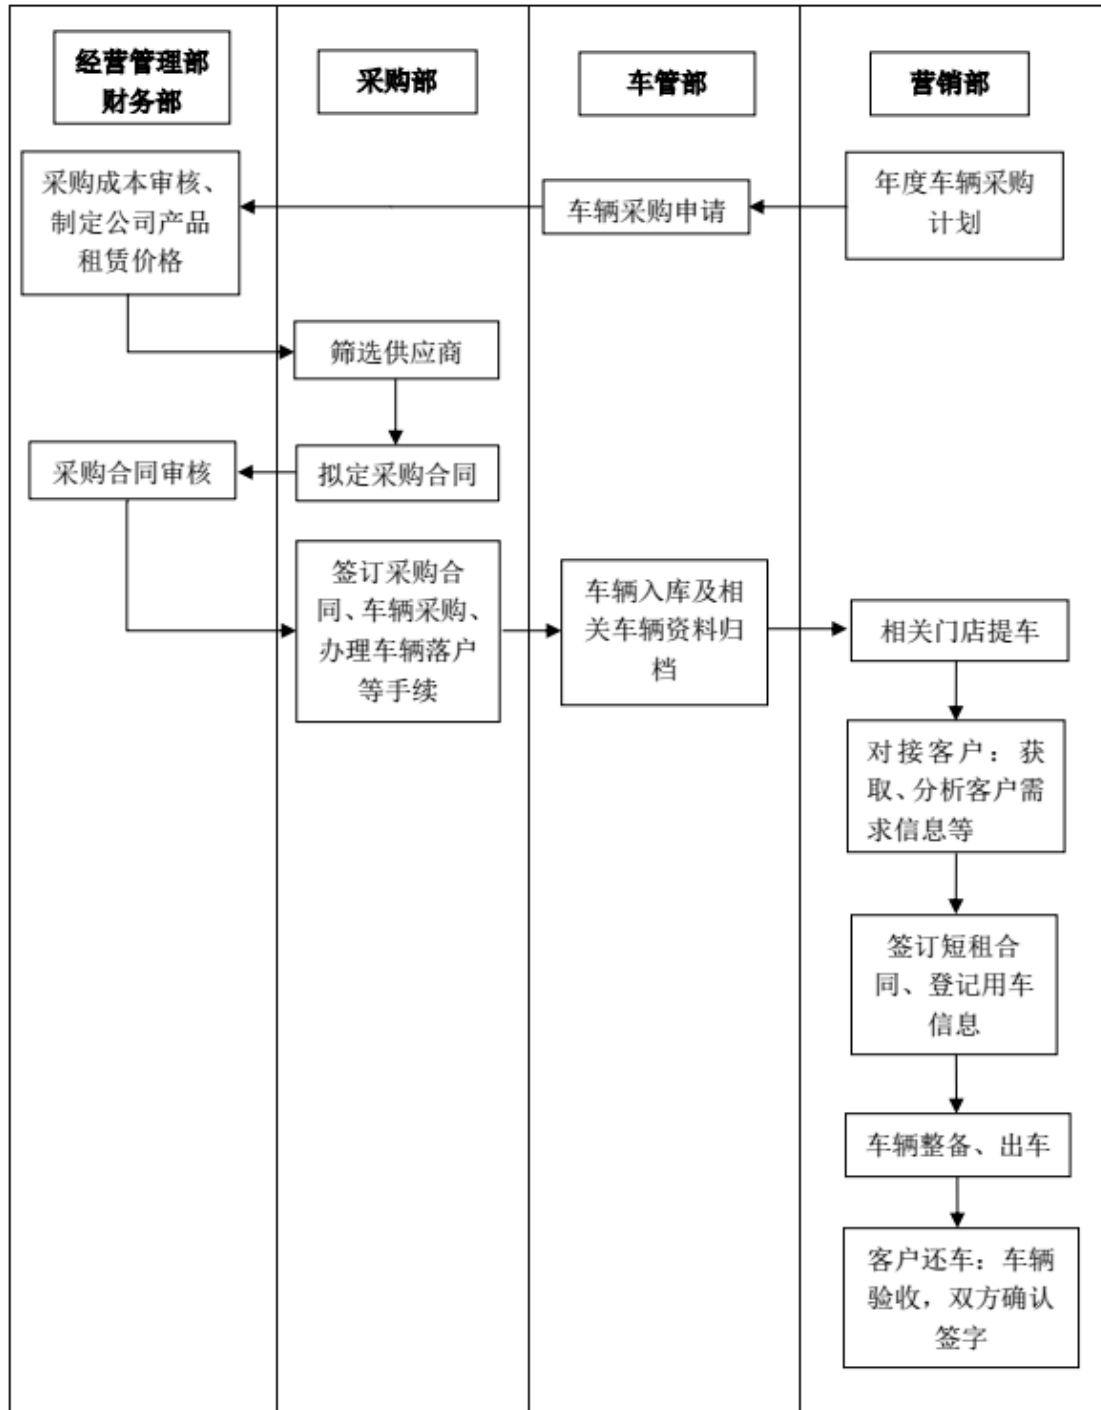 经营管理部
财务部
采购部
车管部
营销部
采购成本审核、
制定公司产品
租赁价格
车辆采购申请
年度车辆采购
计划
筛选供应商
采购合同审核
拟定采购合同
签订采购合
同、车辆采购、
办理车辆落户
等手续
车辆入库及相
关车辆资料归
档
相关门店提车
对接客户：获
取、分析客户需
求信息等
签订短租合
同、登记用车
信息
车辆整备、出车
客户还车：车辆
验收，双方确认
签字